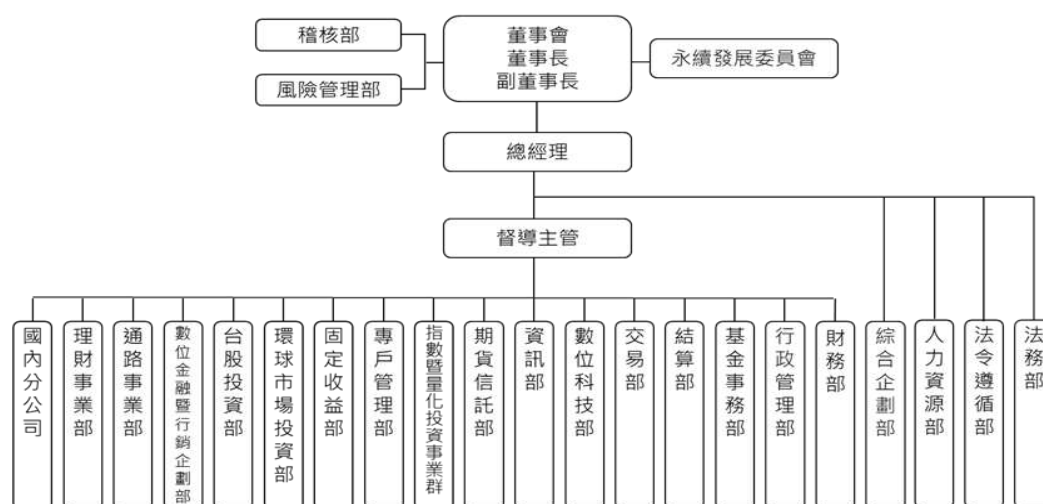 稽核部
風險管理部
董事會
董事長
副董事長
永續發展委員會
總經理
督導主管
國內分公司
理財事業部
通路事業部
數位金融暨行銷企劃部
台股投資部
環球市場投資部
固定收益部
專戶管理部
指數暨量化投資事業群
期貨信託部
資訊部
數位科技部
交易部
結算部
基金事務部
行政管理部
財務部
綜合企劃部
人力資源部
法令遵循部
法務部